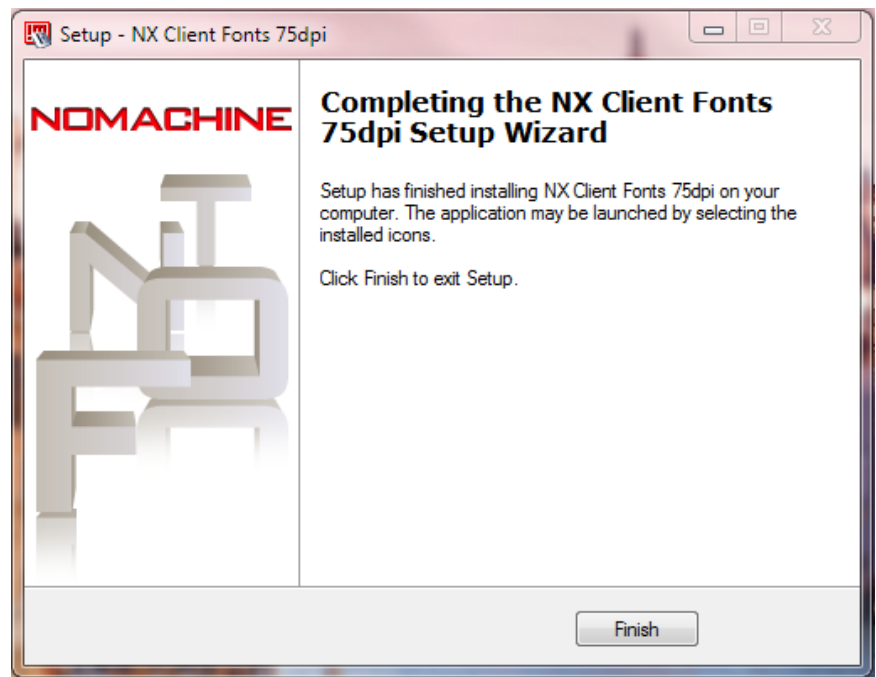 Setup - NX Client Fonts 75dpi
NOMACHINE
Completing the NX Client Fonts
75dpi Setup Wizard
Setup has finished installing NX Client Fonts 75dpi on your
computer. The application may be launched by selecting the
installed icons.
Click Finish to exit Setup.
F
O
N
T
Finish